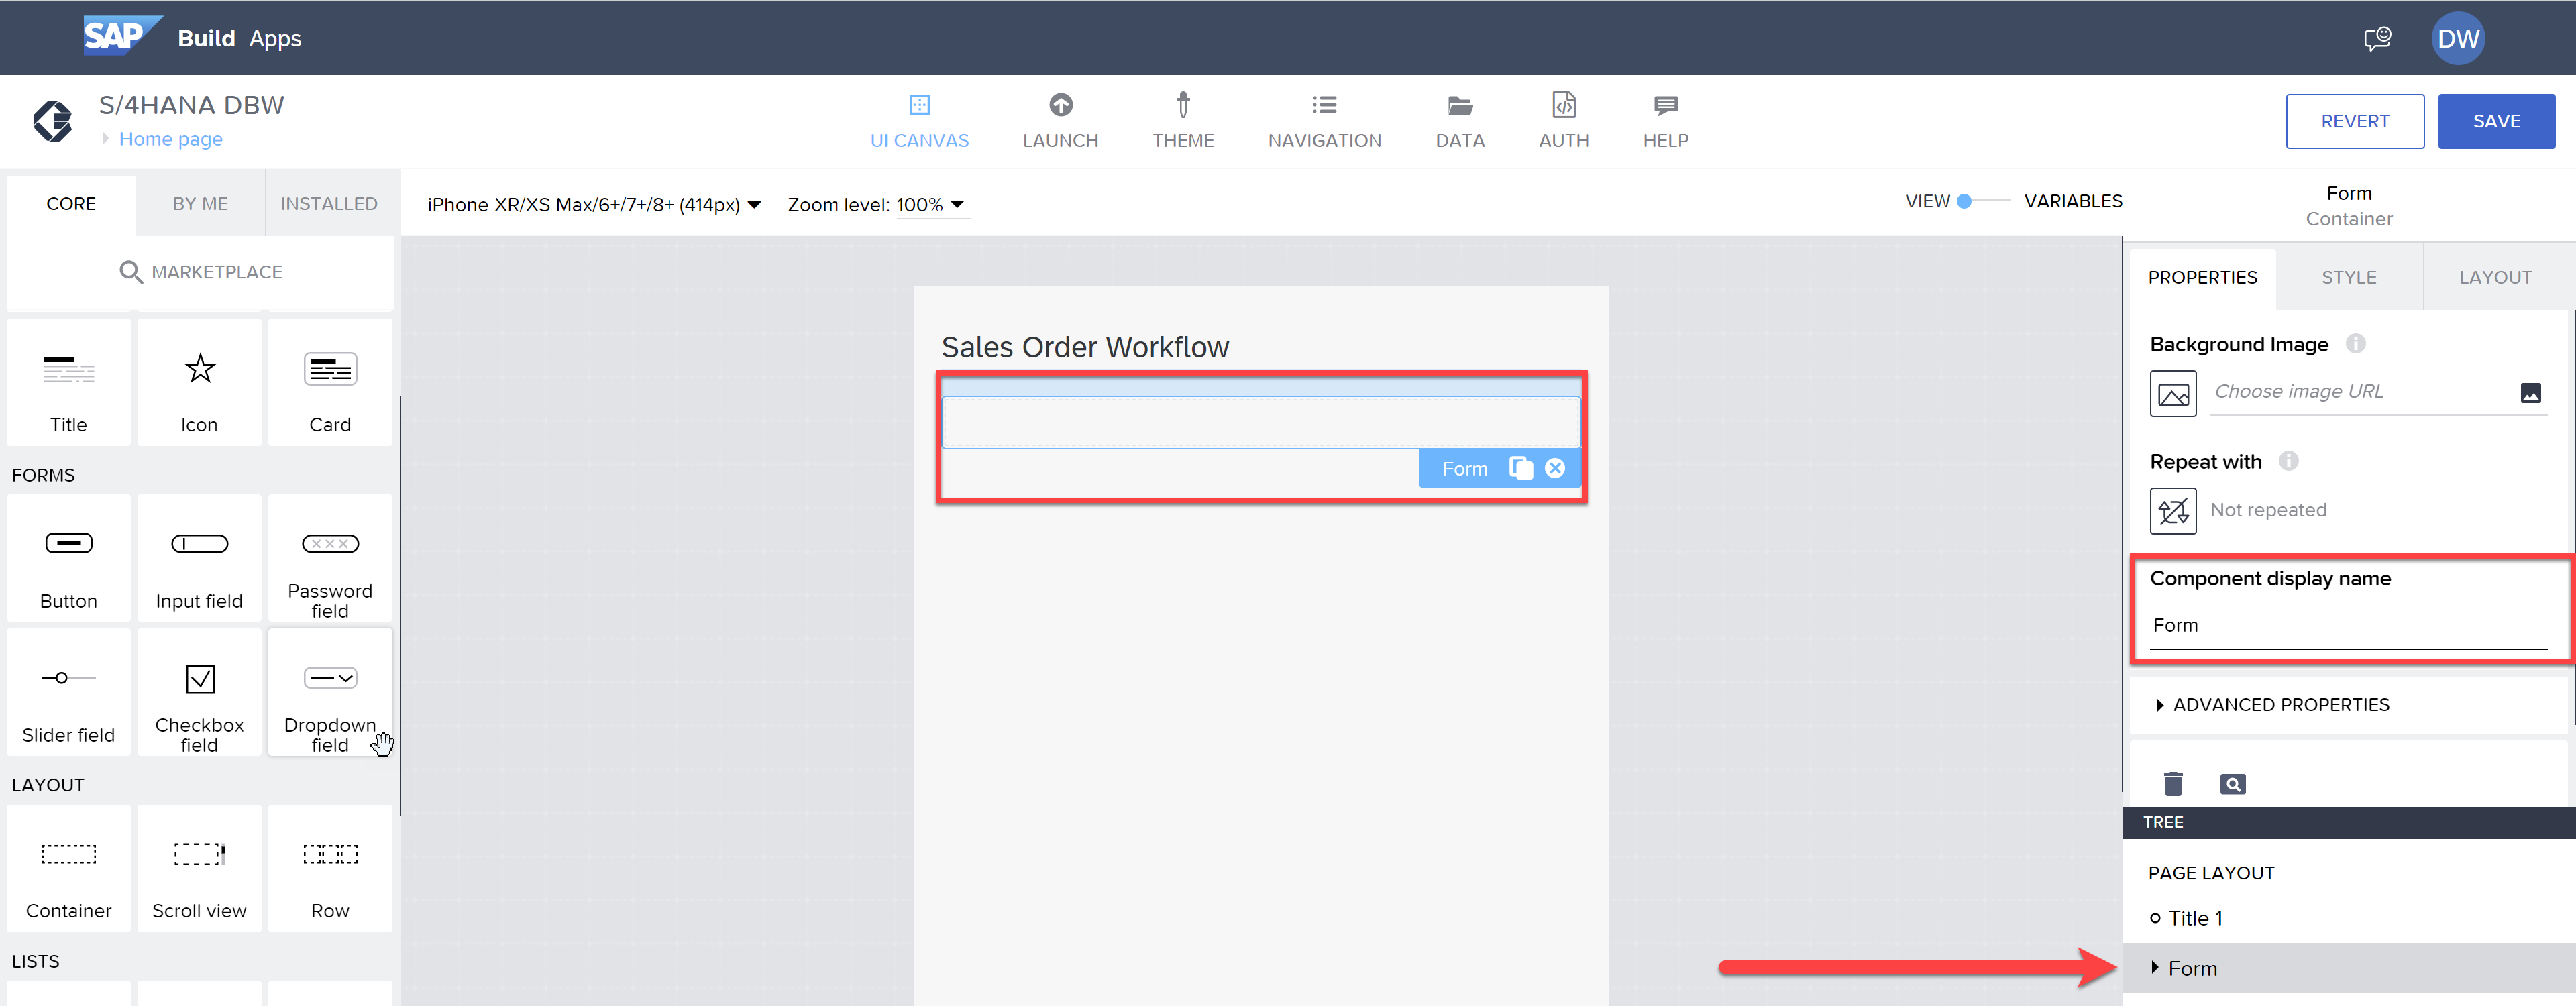 SAP Build Apps
DW
S/4HANA DBW
Home page
UI CANVAS
LAUNCH
THEME
NAVIGATION
DATA
AUTH
HELP
REVERT
SAVE
CORE
BY ME
INSTALLED
MARKETPLACE
Title
Icon
Card
FORMS
Button
Input field
Password
field
Slider field
Checkbox
field
Dropdown
field
LAYOUT
Container
Scroll view
Row
LISTS
iPhone XR/XS Max/6+/7+/8+ (414px)
Zoom level: 100%
VIEW
VARIABLES
Sales Order Workflow
Form
Form
Container
PROPERTIES
STYLE
LAYOUT
Background Image
Choose image URL
Repeat with
Not repeated
Component display name
Form
ADVANCED PROPERTIES
TREE
PAGE LAYOUT
Title 1
Form